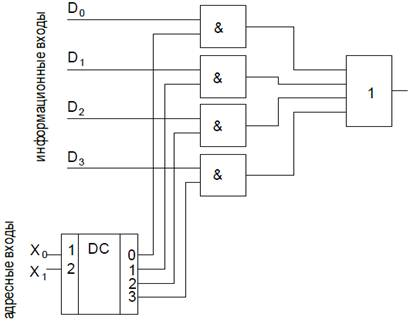 информационные входы
D0
&
D1
&
D2
&
D3
&
1
адресные входы
X0
X1
1
2
DC
0
1
2
3